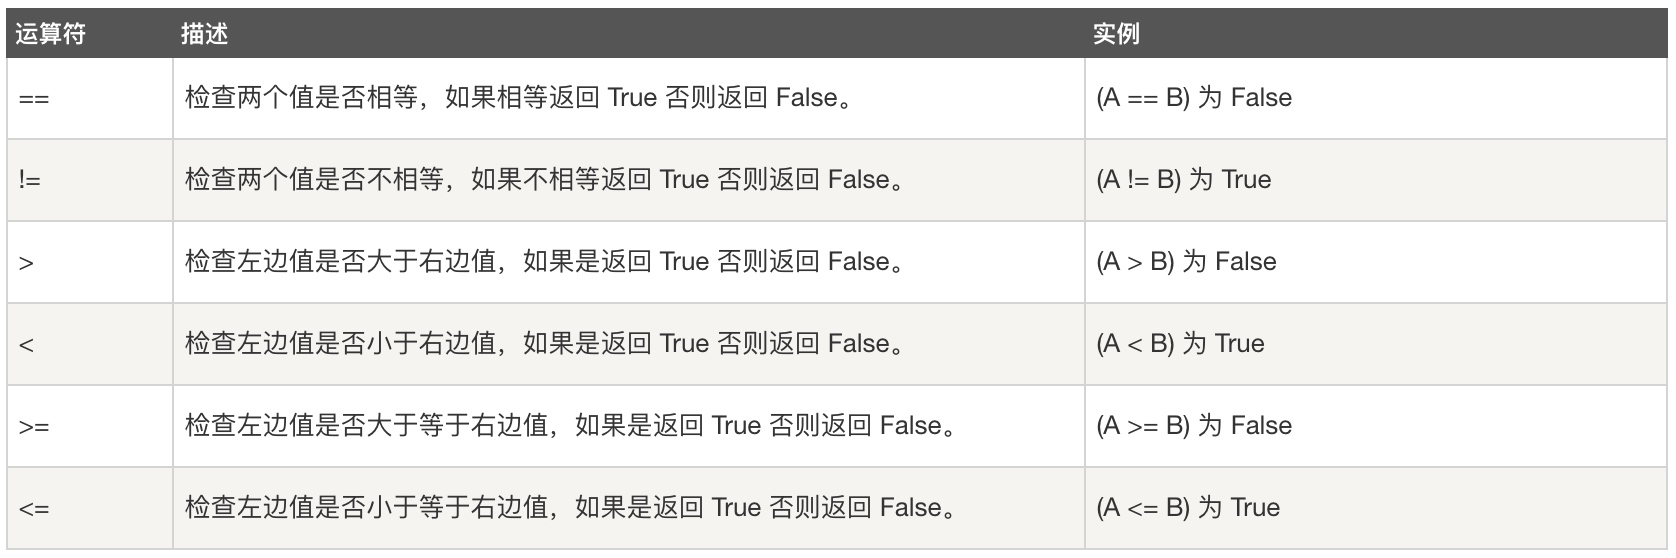 运算符 描述 实例
== 检查两个值是否相等，如果相等返回 True 否则返回 False。 (A == B) 为 False
!= 检查两个值是否不相等，如果不相等返回 True 否则返回 False。 (A != B) 为 True
> 检查左边值是否大于右边值，如果是返回 True 否则返回 False。 (A > B) 为 False
< 检查左边值是否小于右边值，如果是返回 True 否则返回 False。 (A < B) 为 True
>= 检查左边值是否大于等于右边值，如果是返回 True 否则返回 False。 (A >= B) 为 False
<= 检查左边值是否小于等于右边值，如果是返回 True 否则返回 False。 (A <= B) 为 True